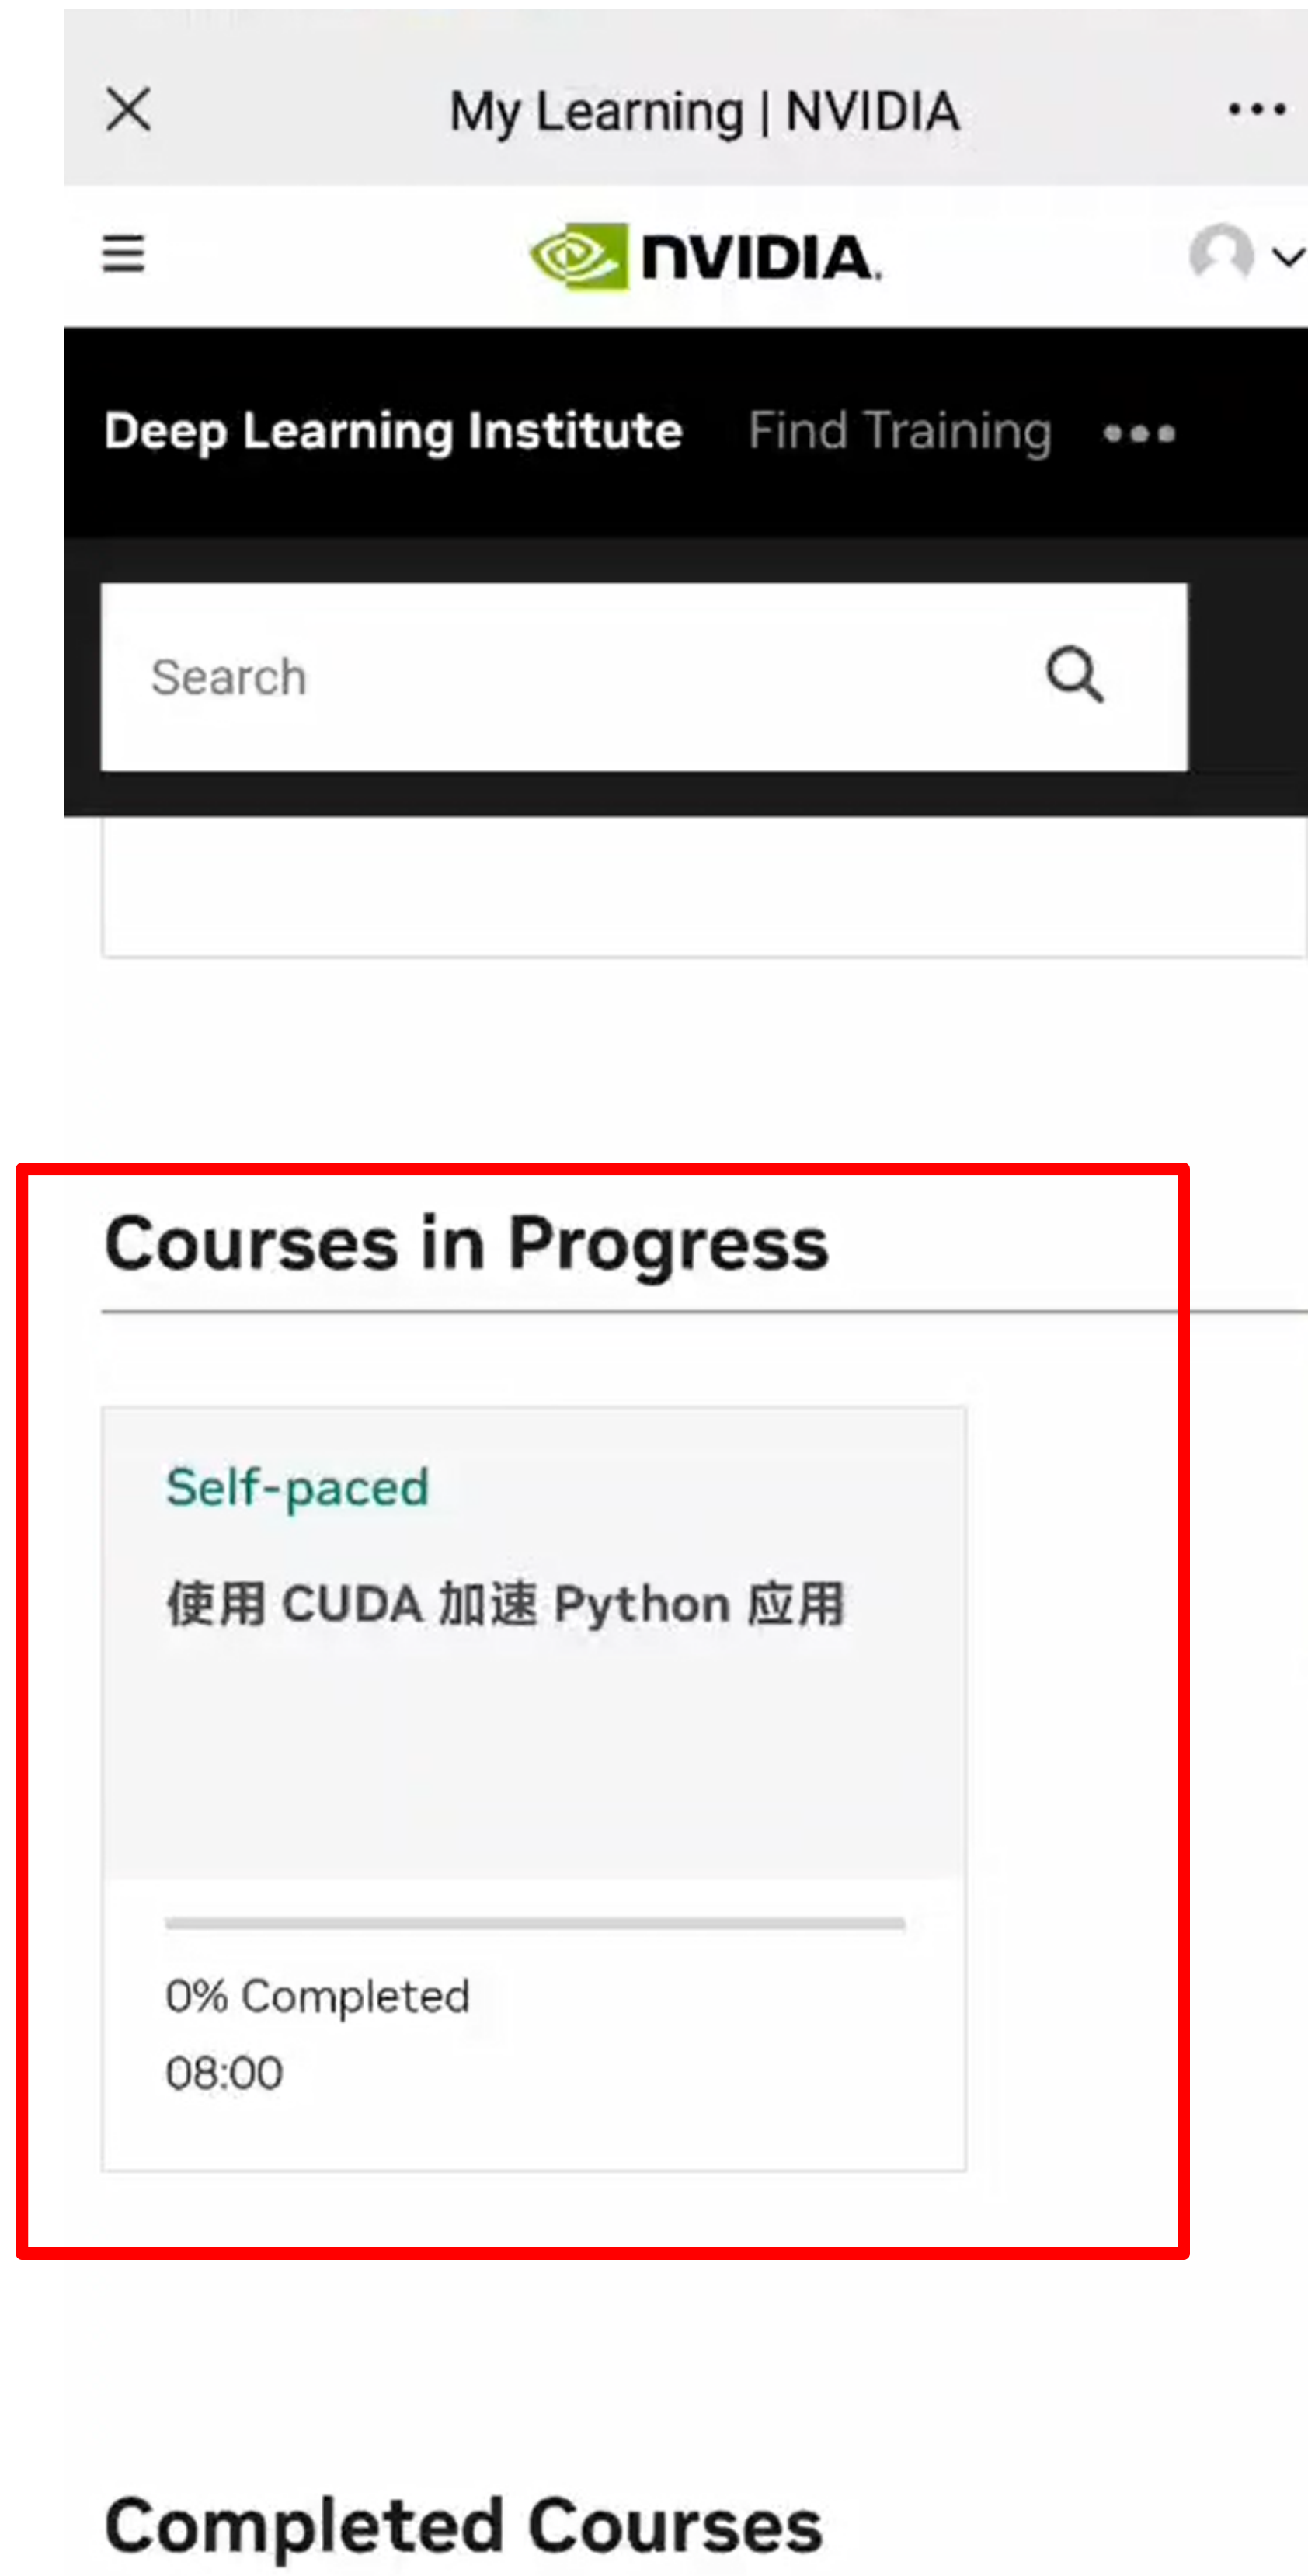 My Learning | NVIDIA
NVIDIA.
Deep Learning Institute Find Training
Search
Courses in Progress
Self-paced
使用 CUDA 加速 Python 应用
0% Completed
08:00
Completed Courses